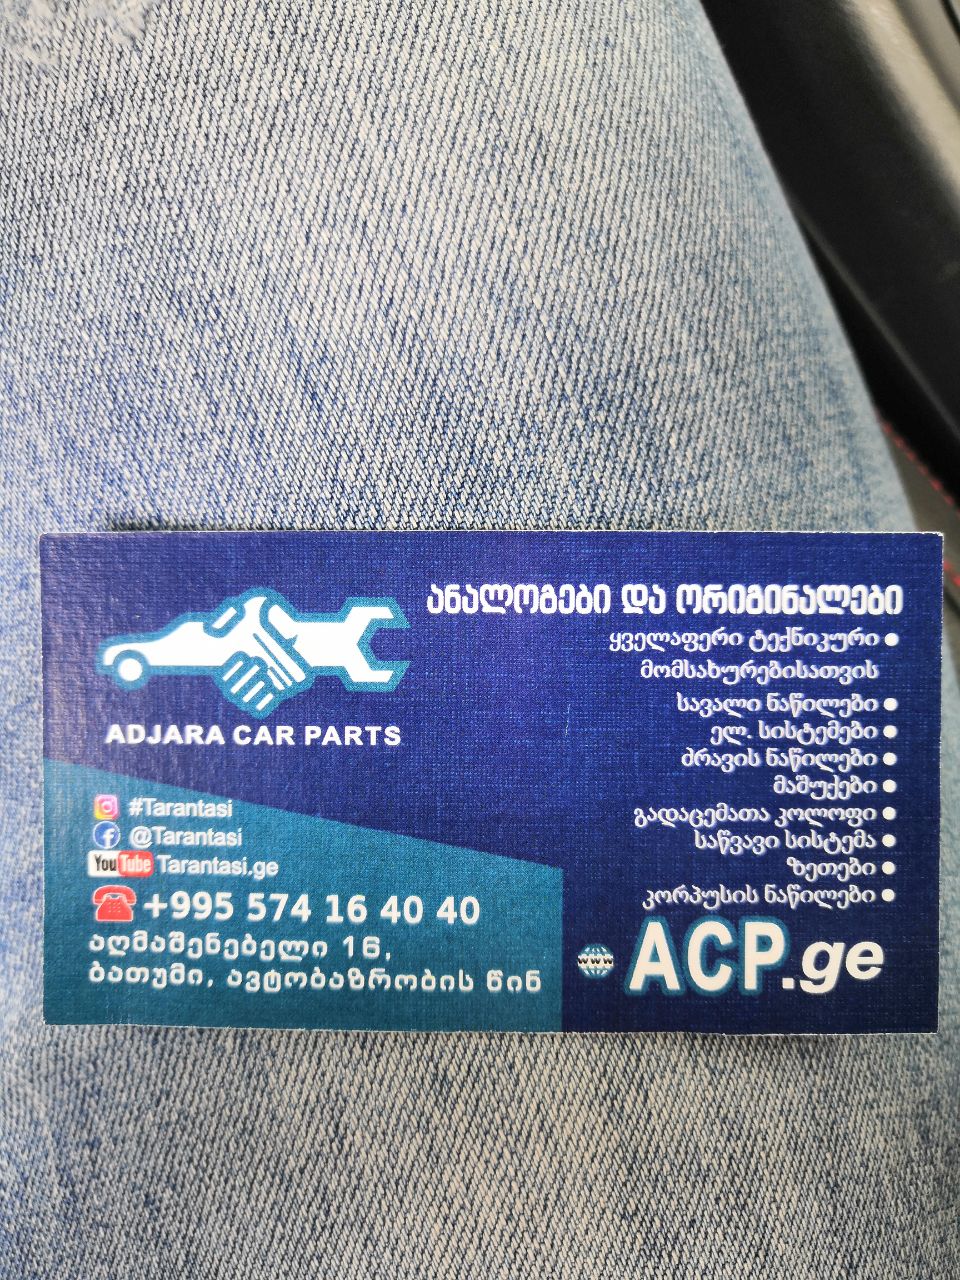 ADJARA CAR PARTS
#Tarantasi
@Tarantasi
YouTube Tarantasi.ge
+995 574 16 40 40
აღმაშენებელი 16,
ბათუმი, ავტობაზრობის წინ
ანალოგები და ორიგინალები
ყველაფერი ტექნიკური •
მომსახურებისათვის
სავალი ნაწილები •
ელ. სისტემები •
ძრავის ნაწილები •
მაშუქები •
გადაცემათა კოლოფი •
საწვავი სისტემა •
ზეთები •
კორპუსის ნაწილები •
www ACP.ge